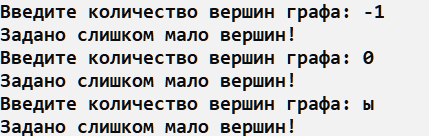 Введите количество вершин графа: -1
Задано слишком мало вершин!
Введите количество вершин графа: 0
Задано слишком мало вершин!
Введите количество вершин графа: ы
Задано слишком мало вершин!